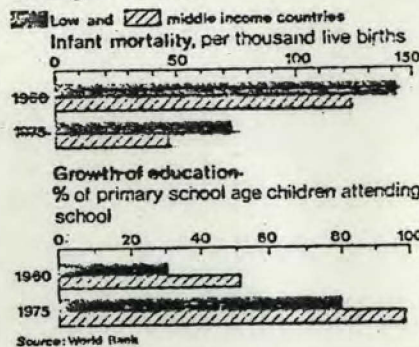 Low and middle income countries
Infant mortality, per thousand live births
0 50 100 150
1960
1975
Growth of education
% of primary school age children attending
school
0 20 40 60 80 100
1960
1975
Source: World Bank